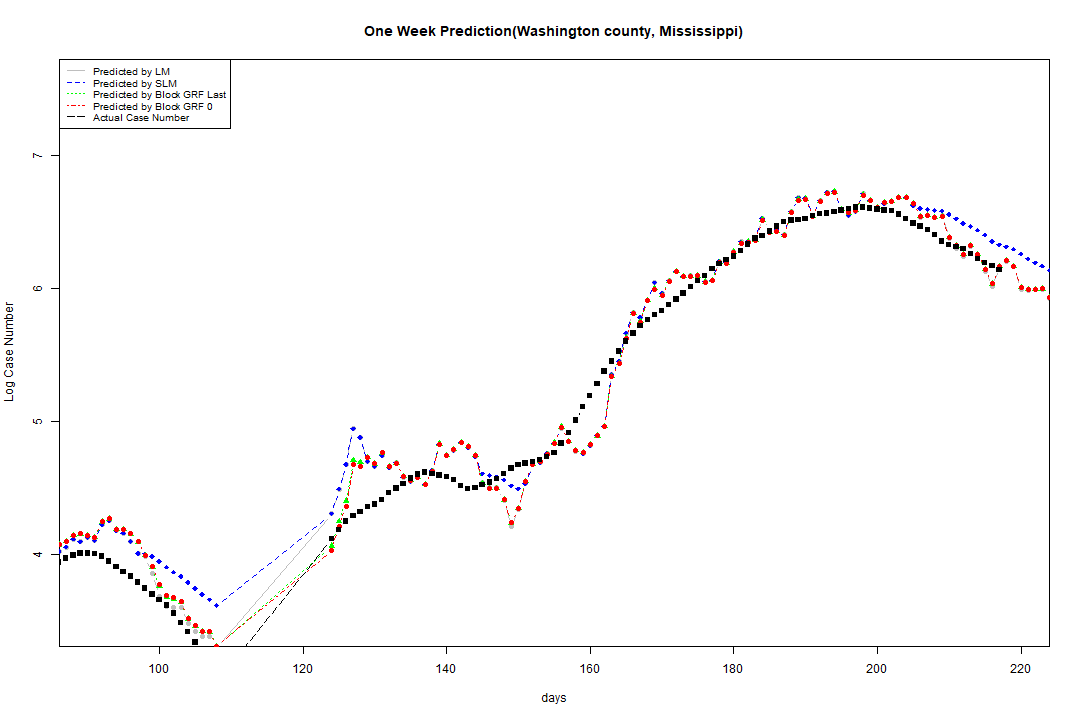 One Week Prediction(Washington county, Mississippi)
Predicted by LM
Predicted by SLM
Predicted by Block GRF Last
Predicted by Block GRF 0
Actual Case Number
7
6
5
4
Log Case Number
100 120 140 160 180 200 220
days